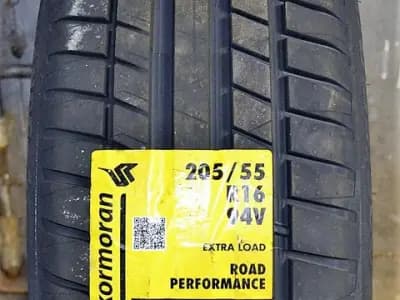 kormoran
205/55
R16
94V
EXTRA LOAD
ROAD
PERFORMANCE